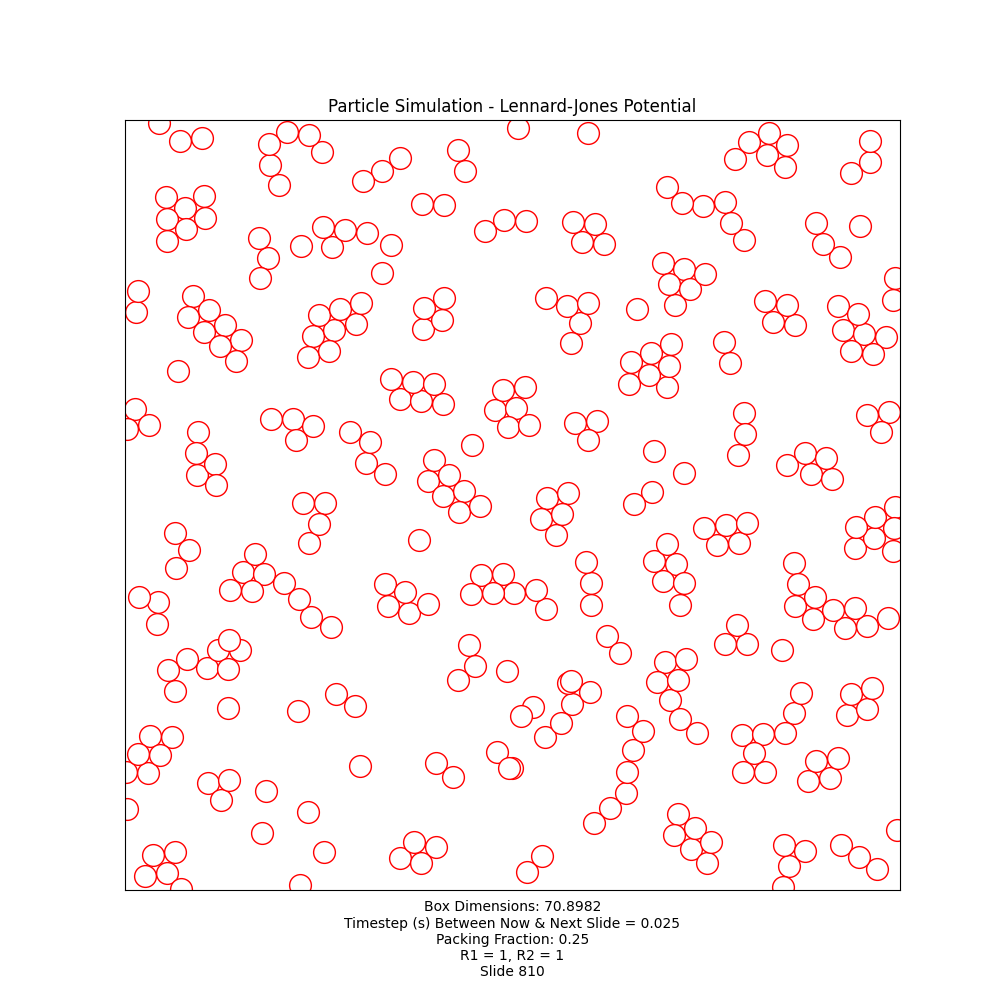 Particle Simulation - Lennard-Jones Potential
Box Dimensions: 70.8982
Timestep (s) Between Now & Next Slide = 0.025
Packing Fraction: 0.25
R1 = 1, R2 = 1
Slide 810